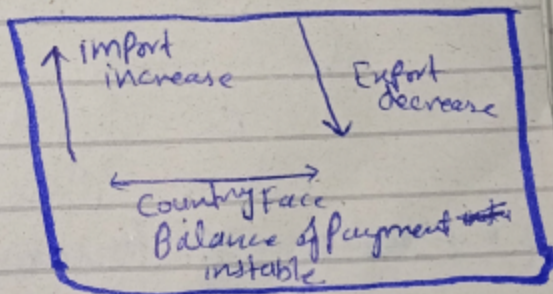 import
increase
Export
decrease
Country Face
Balance of Payment
instable